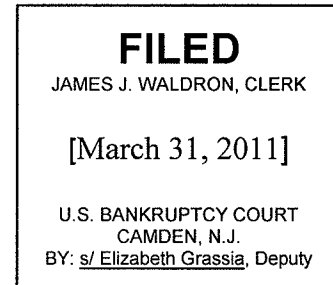 FILED
JAMES J. WALDRON, CLERK
[March 31, 2011]
U.S. BANKRUPTCY COURT
CAMDEN, N.J.
BY: s/ Elizabeth Grassia, Deputy